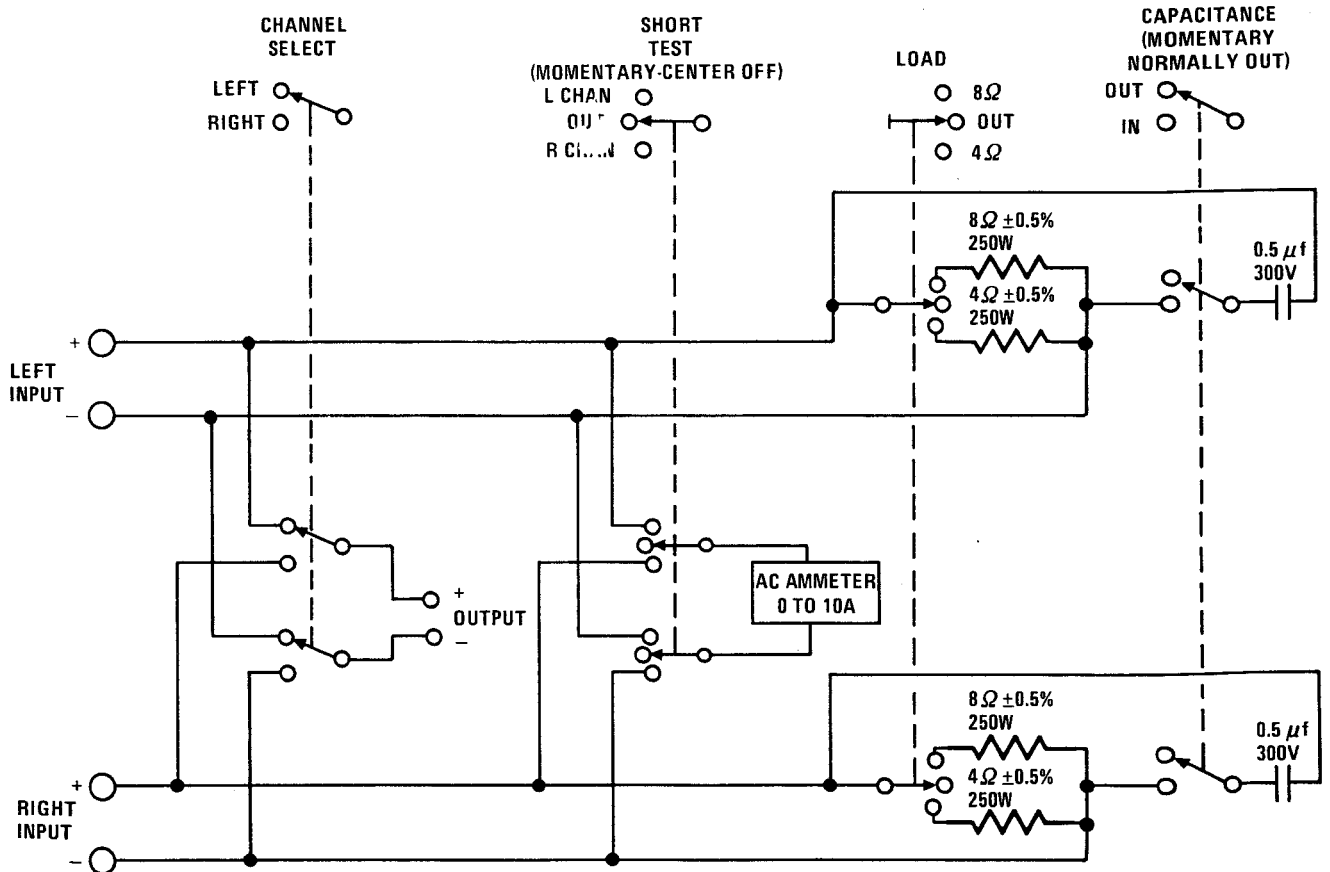 CHANNEL
SELECT
LEFT
RIGHT
SHORT
TEST
(MOMENTARY-CENTER OFF)
L CHAN
R
LOAD
8Ω
OUT
4Ω
CAPACITANCE
(MOMENTARY
NORMALLY OUT)
OUT
IN
8Ω ±0.5%
250W
4Ω ±0.5%
250W
0.5 μf
300V
+
LEFT
INPUT
−
+
OUTPUT
−
AC AMMETER
0 TO 10A
8Ω ±0.5%
250W
4Ω ±0.5%
250W
0.5 μf
300V
+
RIGHT
INPUT
−